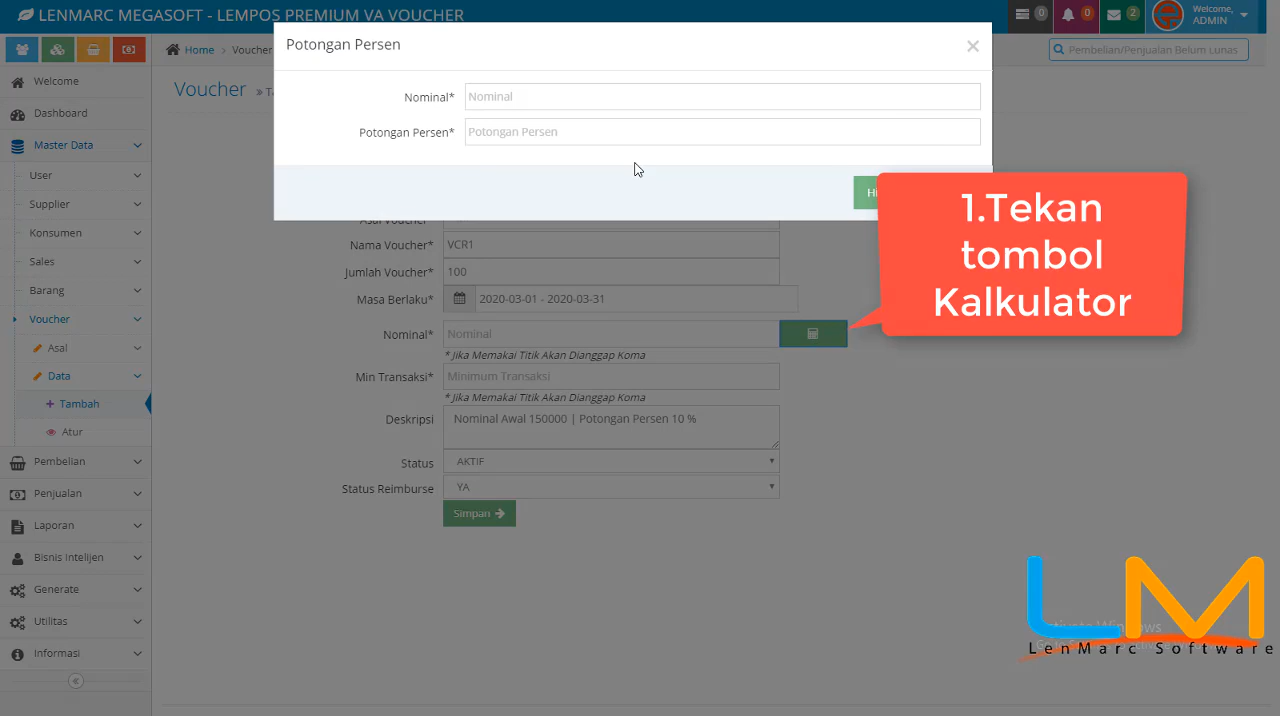 LENMARC MEGASOFT - LEMPOS PREMIUM VA VOUCHER
0
0
2
Welcome,
ADMIN
Home
Voucher
Pembelian/Penjualan Belum Lunas
Potongan Persen
×
Nominal*
Nominal
Potongan Persen*
Potongan Persen
1.Tekan
tombol
Kalkulator
Welcome
Dashboard
Master Data
User
Supplier
Konsumen
Sales
Barang
Voucher
Asal
Data
Tambah
Atur
Pembelian
Penjualan
Laporan
Bisnis Intelijen
Generate
Utilitas
Informasi
Voucher
Asal Voucher
Nama Voucher*
VCR1
Jumlah Voucher*
100
Masa Berlaku*
2020-03-01 - 2020-03-31
Nominal*
Nominal
* Jika Memakai Titik Akan Dianggap Koma
Min Transaksi*
Minimum Transaksi
* Jika Memakai Titik Akan Dianggap Koma
Deskripsi
Nominal Awal 150000 | Potongan Persen 10 %
Status
AKTIF
Status Reimburse
YA
Simpan
LM
LenMarc Software